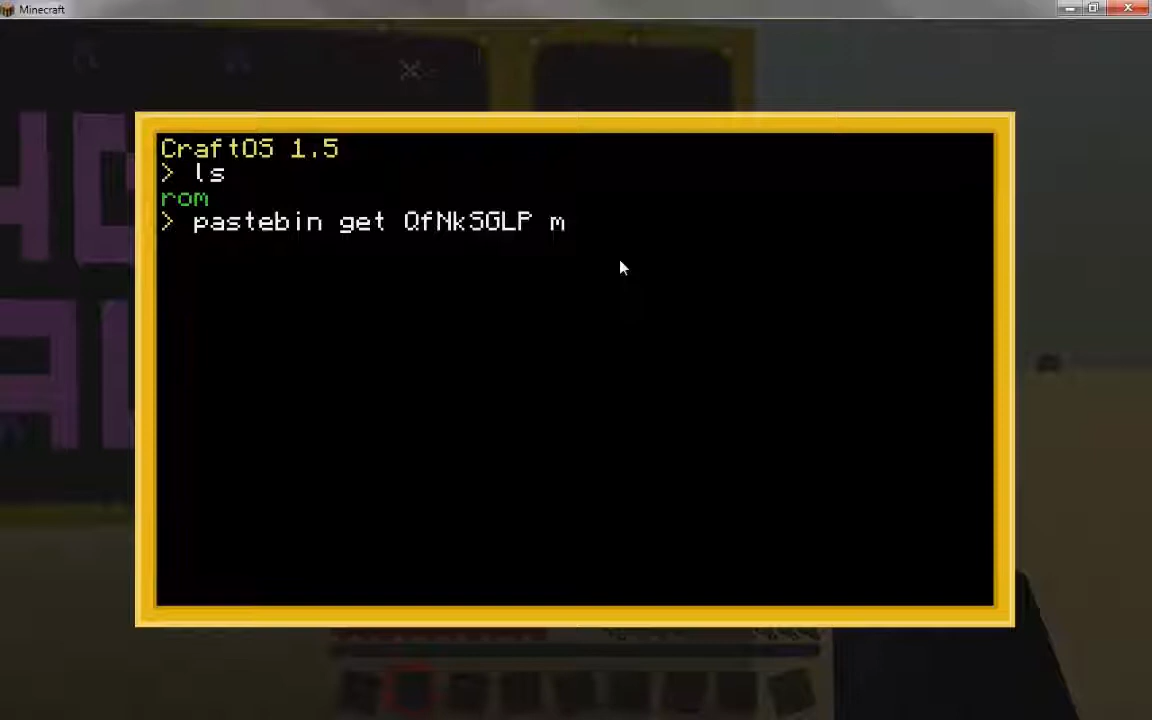 Minecraft
CraftOS 1.5
> ls
rom
> pastebin get QfNkSGLP m